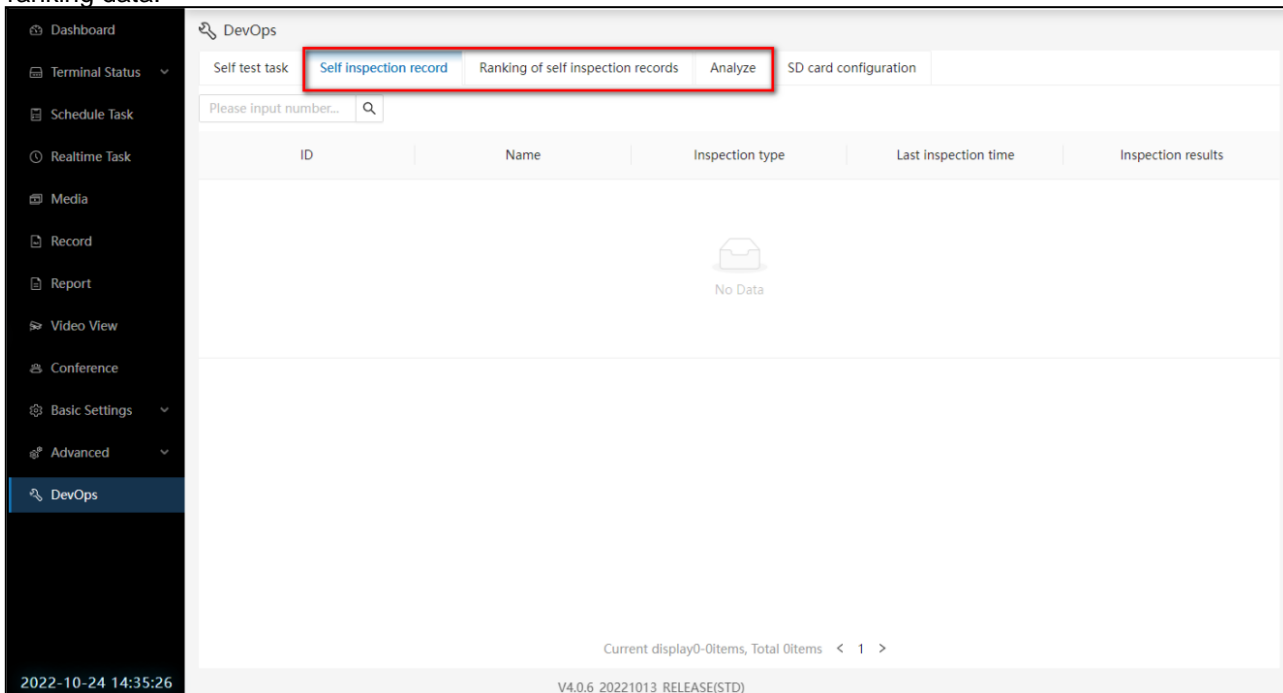 ranking data.
Dashboard
Terminal Status
Schedule Task
Realtime Task
Media
Record
Report
Video View
Conference
Basic Settings
Advanced
DevOps
2022-10-24 14:35:26
DevOps
Self test task Self inspection record Ranking of self inspection records Analyze SD card configuration
Please input number...
ID Name Inspection type Last inspection time Inspection results
No Data
Current display0-0items, Total 0items < 1 >
V4.0.6_20221013_RELEASE(STD)